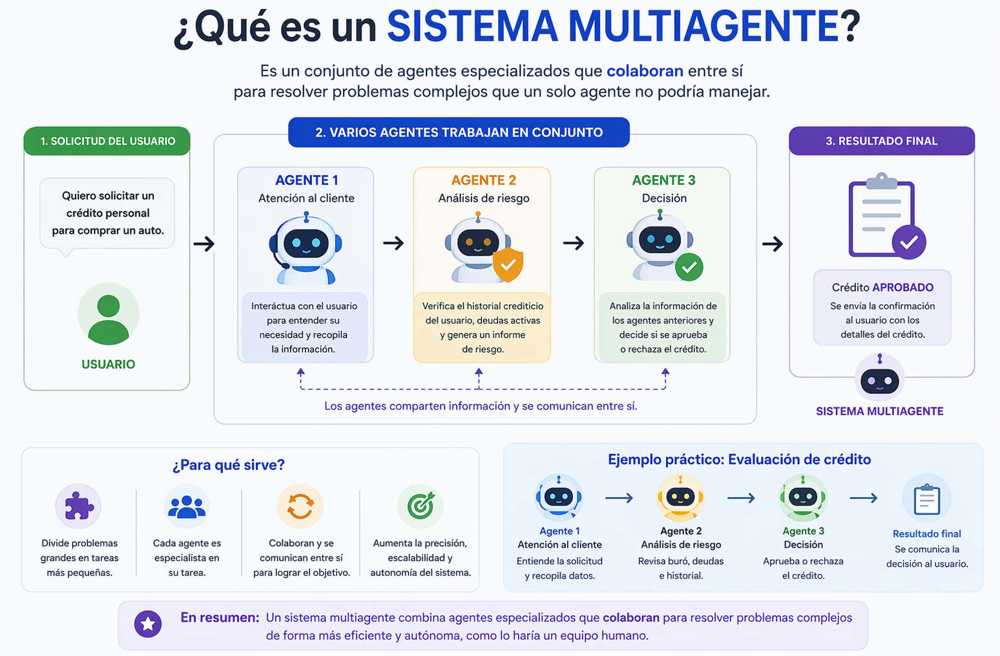 ¿Qué es un SISTEMA MULTIAGENTE?
Es un conjunto de agentes especializados que colaboran entre sí
para resolver problemas complejos que un solo agente no podría manejar.
1. SOLICITUD DEL USUARIO
Quiero solicitar un
crédito personal
para comprar un auto.
USUARIO
2. VARIOS AGENTES TRABAJAN EN CONJUNTO
AGENTE 1
Atención al cliente
Interáctua con el usuario
para entender su
necesidad y recopila
la información.
AGENTE 2
Análisis de riesgo
Verifica el historial crediticio
del usuario, deudas activas
y genera un informe
de riesgo.
AGENTE 3
Decisión
Analiza la información de
los agentes anteriores y
decide si se aprueba
o rechaza el crédito.
Los agentes comparten información y se comunican entre sí.
3. RESULTADO FINAL
Crédito APROBADO
Se envía la confirmación
al usuario con los
detalles del crédito.
SISTEMA MULTIAGENTE
¿Para qué sirve?
Divide problemas
grandes en tareas
más pequeñas.
Cada agente es
especialista en
su tarea.
Colaboran y se
comunican entre sí
para lograr el objetivo.
Aumenta la precisión,
escalabilidad y
autonomía del sistema.
Ejemplo práctico: Evaluación de crédito
Agente 1
Atención al cliente
Entiende la solicitud
y recopila datos.
Agente 2
Análisis de riesgo
Revisa buró, deudas
e historial.
Agente 3
Decisión
Aprueba o rechaza
el crédito.
Resultado final
Se comunica la
decisión al usuario.
En resumen: Un sistema multiagente combina agentes especializados que colaboran para resolver problemas complejos
de forma más eficiente y autónoma, como lo haría un equipo humano.